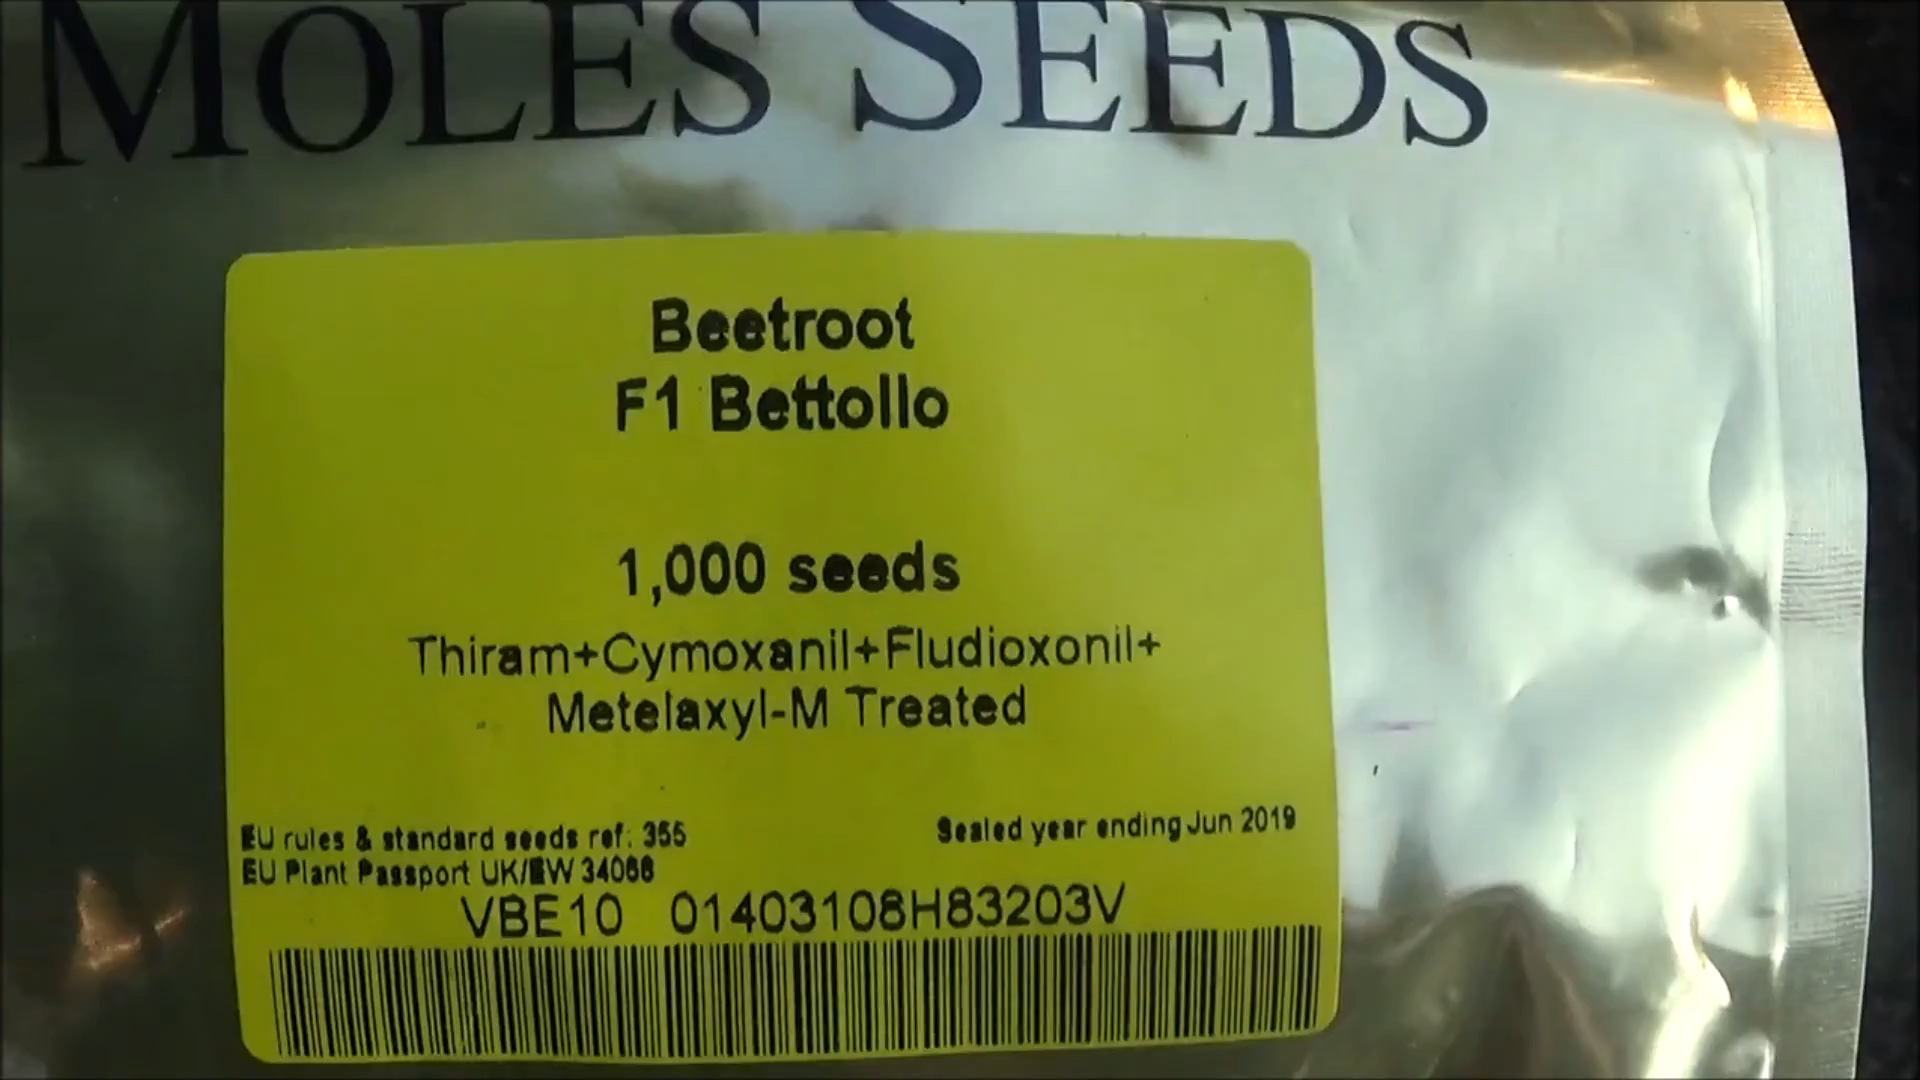 MOLES SEEDS
Beetroot
F1 Bettollo
1,000 seeds
Thiram+Cymoxanil+Fludioxonil+
Metelaxyl-M Treated
EU rules & standard seeds ref: 355
Sealed year ending Jun 2019
EU Plant Passport UK/EW 34066
VBE10 01403108H83203V